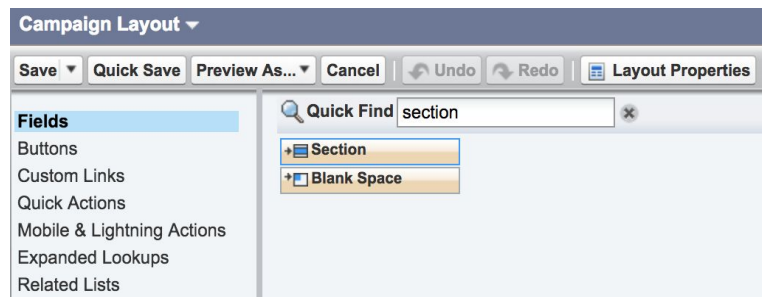 Campaign Layout
Save Quick Save Preview As... Cancel Undo Redo Layout Properties
Fields
Buttons
Custom Links
Quick Actions
Mobile & Lightning Actions
Expanded Lookups
Related Lists
Quick Find section
Section
Blank Space